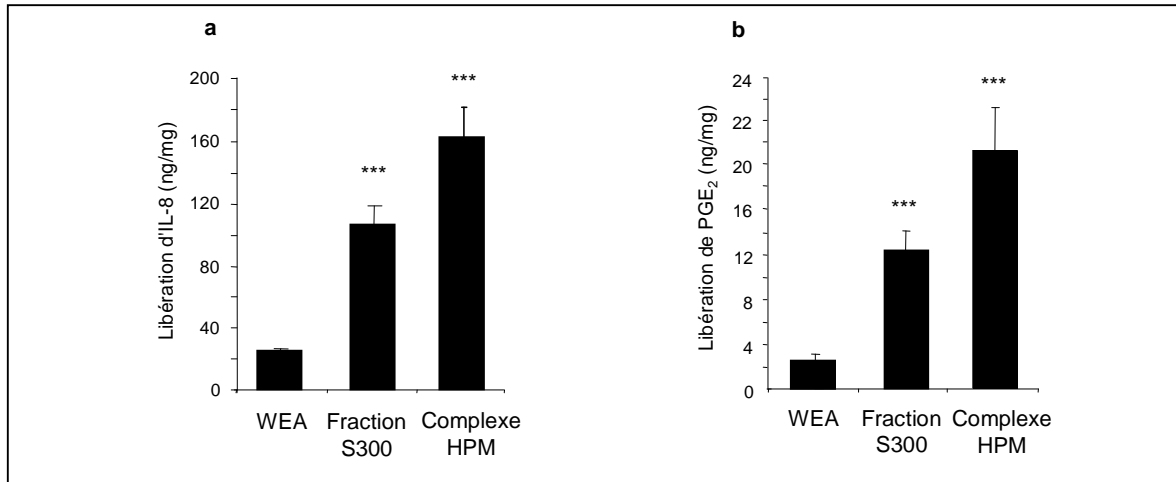 a
Libération d'IL-8 (ng/mg)
200
160
120
80
40
0
***
***
WEA
Fraction
S300
Complexe
HPM
b
Libération de PGE₂ (ng/mg)
24
22
20
16
12
8
4
0
***
***
WEA
Fraction
S300
Complexe
HPM